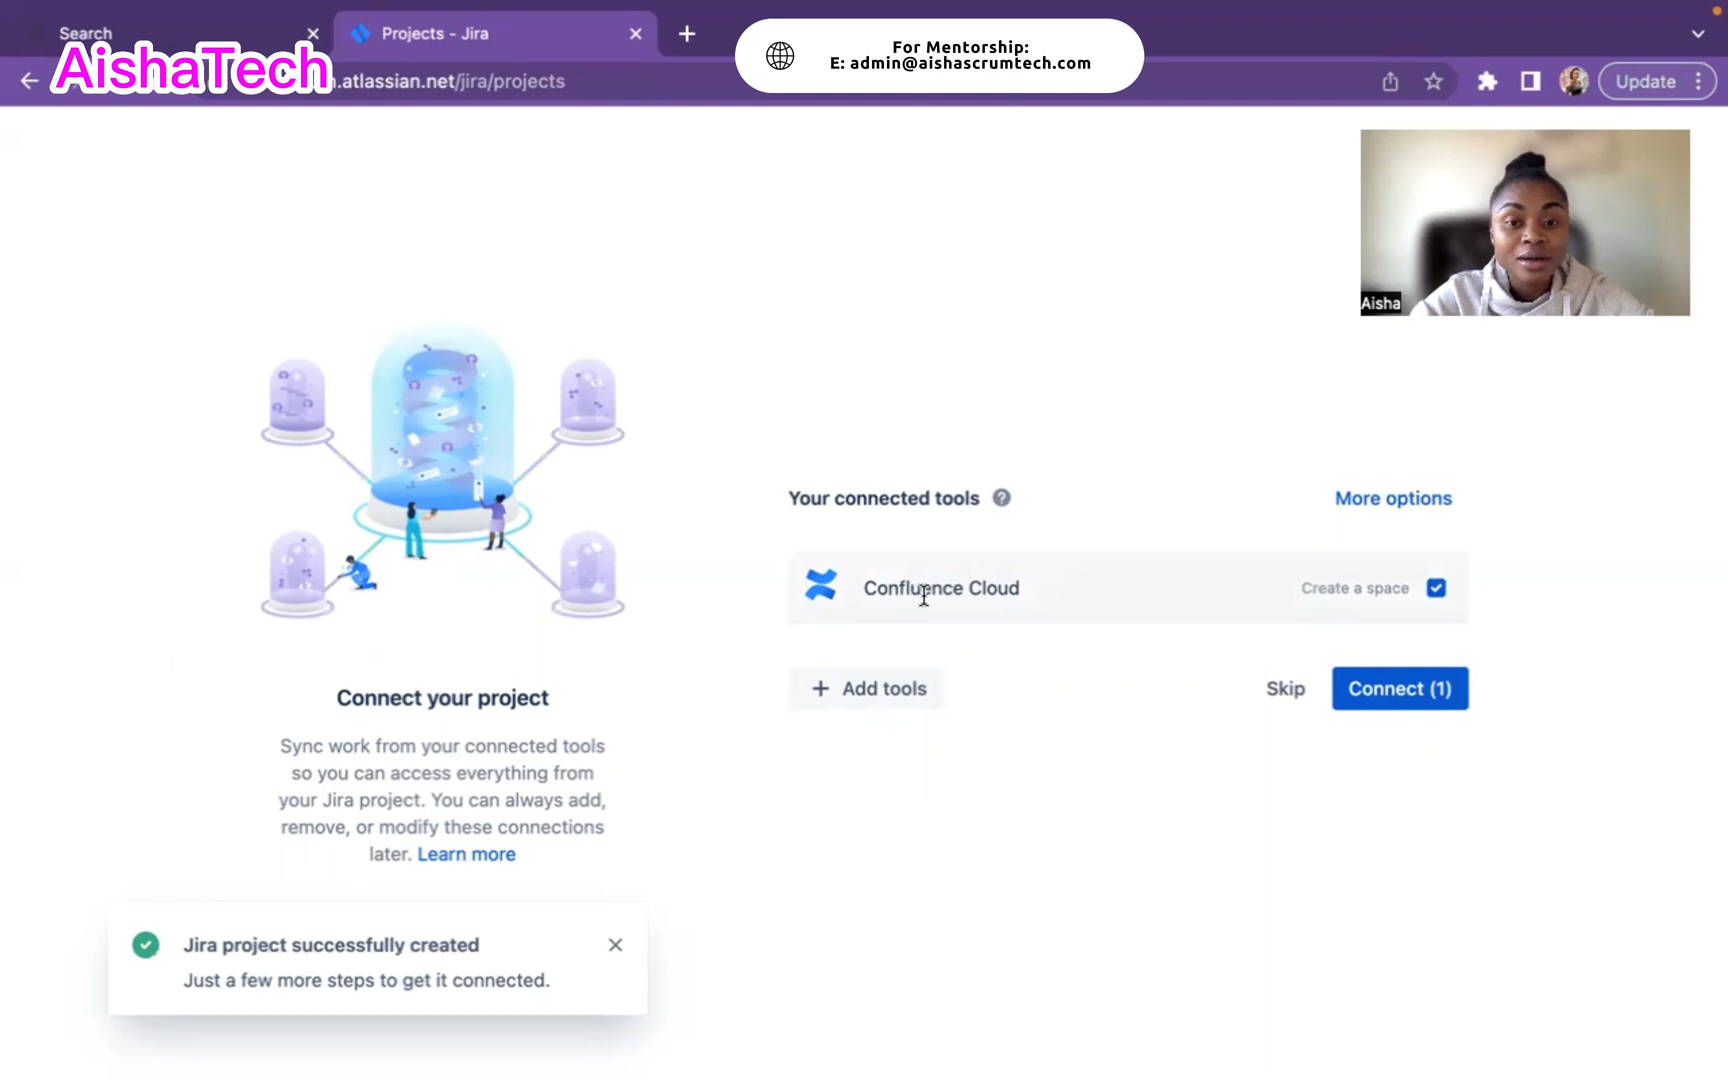 Search
Projects - Jira
AishaTech
.atlassian.net/jira/projects
For Mentorship:
E: admin@aishascrumtech.com
Update
Aisha
Your connected tools
More options
Confluence Cloud
Create a space
+ Add tools
Skip
Connect (1)
Connect your project
Sync work from your connected tools
so you can access everything from
your Jira project. You can always add,
remove, or modify these connections
later. Learn more
Jira project successfully created
Just a few more steps to get it connected.